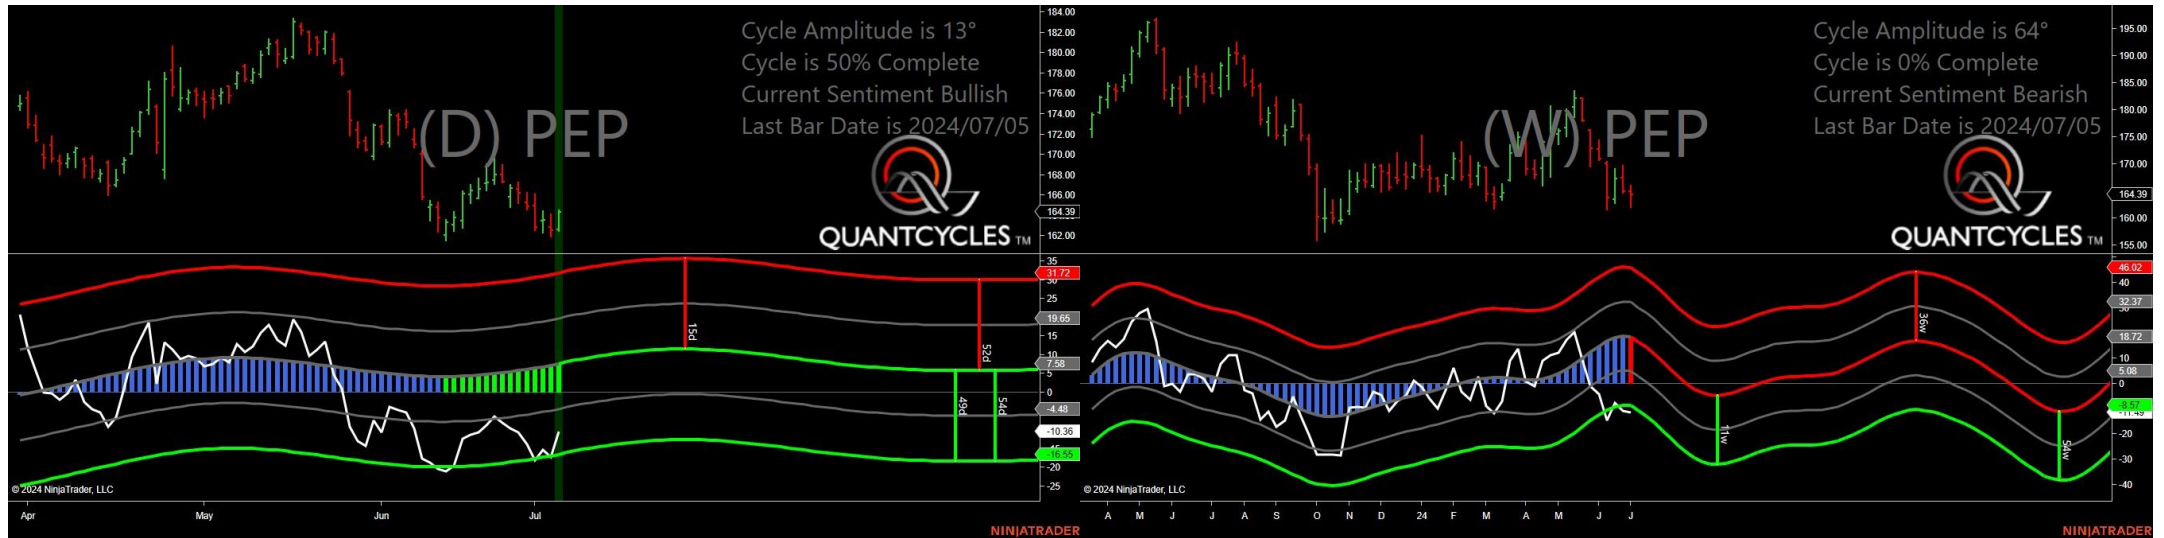 Cycle Amplitude is 13°
Cycle is 50% Complete
Current Sentiment Bullish
Last Bar Date is 2024/07/05
(D) PEP
QUANTCYCLES TM
184.00
182.00
180.00
178.00
176.00
174.00
172.00
170.00
168.00
166.00
164.39
162.00
35
31.72
30
25
19.65
15
10
7.58
5
0
-4.48
-10.36
-15
-16.55
-20
-25
15d
52d
49d
54d
© 2024 NinjaTrader, LLC
Apr May Jun Jul
NINJATRADER
Cycle Amplitude is 64°
Cycle is 0% Complete
Current Sentiment Bearish
Last Bar Date is 2024/07/05
(W) PEP
QUANTCYCLES TM
195.00
190.00
185.00
180.00
175.00
170.00
164.39
160.00
155.00
46.02
40
32.37
30
18.72
10
5.08
0
-8.57
-11.49
-20
-30
-40
11w
36w
54w
© 2024 NinjaTrader, LLC
A M J J A S O N D 24 F M A M J J
NINJATRADER